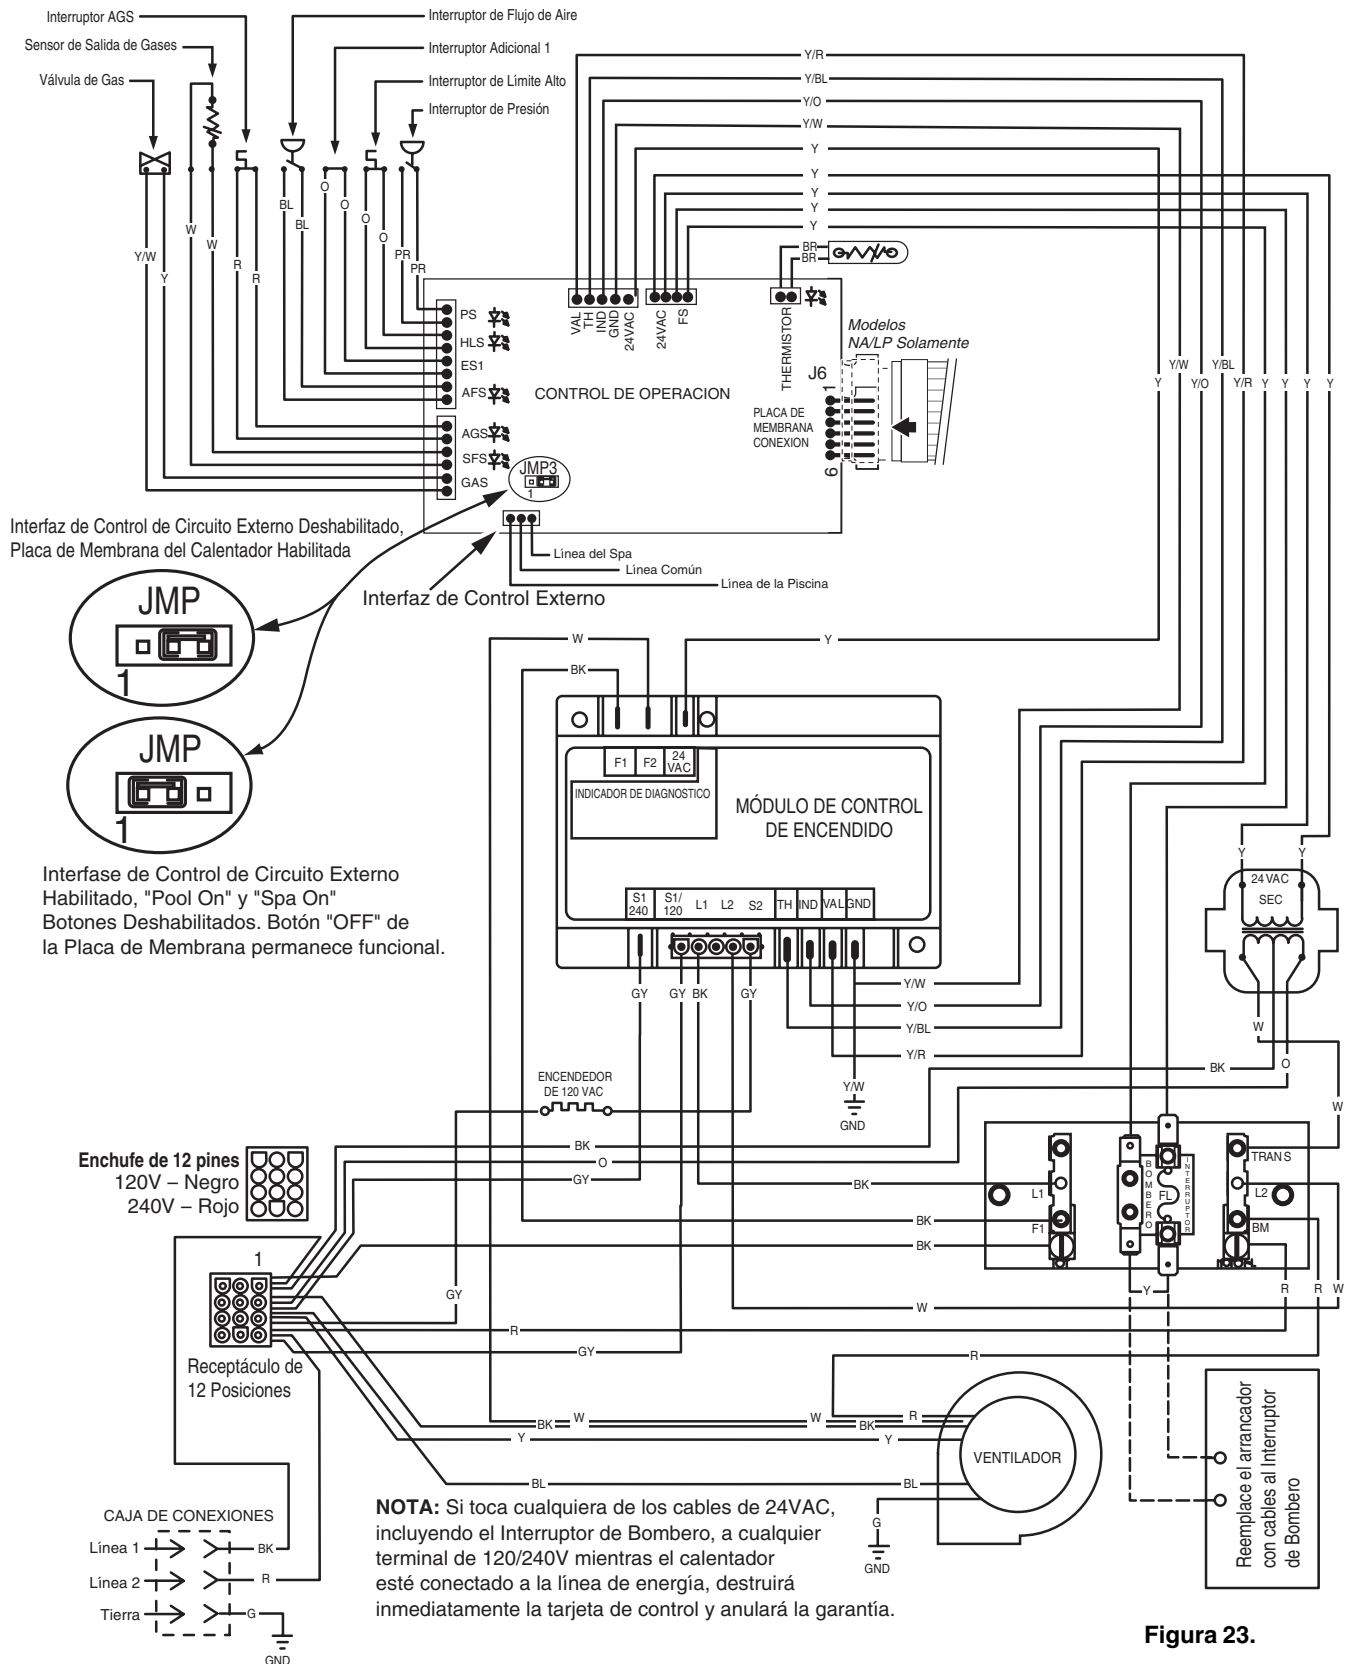 Interruptor AGS
Sensor de Salida de Gases
Válvula de Gas
Interruptor de Flujo de Aire
Interruptor Adicional 1
Interruptor de Límite Alto
Interruptor de Presión
Y/R
Y/BL
Y/O
Y/W
Y
Y
Y
Y
Y
Y/W
Y
W
W
R
R
BL
BL
O
O
O
O
PR
PR
BR
BR
PS
HLS
ES1
AFS
AGS
SFS
GAS
VAL
TH
IND
GND
24VAC
24VAC
FS
THERMISTOR
Modelos
NA/LP Solamente
J6
1
6
CONTROL DE OPERACION
PLACA DE
MEMBRANA
CONEXION
JMP3
1
Y
Y/W
Y/O
Y/BL
Y/R
Y
Y
Y
Y
Interfaz de Control de Circuito Externo Deshabilitado,
Placa de Membrana del Calentador Habilitada
Línea del Spa
Línea Común
Línea de la Piscina
Interfaz de Control Externo
JMP
1
JMP
1
Interfase de Control de Circuito Externo
Habilitado, "Pool On" y "Spa On"
Botones Deshabilitados. Botón "OFF" de
la Placa de Membrana permanece funcional.
W
BK
Y
F1
F2
24
VAC
INDICADOR DE DIAGNOSTICO
MÓDULO DE CONTROL
DE ENCENDIDO
S1
240
S1/
120
L1
L2
S2
TH
IND
VAL
GND
GY
GY
BK
GY
Y/W
Y/O
Y/BL
Y/R
Y/W
GND
Y
Y
24 VAC
SEC
W
O
BK
W
ENCENDEDOR
DE 120 VAC
BK
O
GY
BK
BK
BK
Enchufe de 12 pines
120V – Negro
240V – Rojo
L1
F1
BOMBERO
FL
INTERRUPTOR
TRANS
L2
BM
Y
R
R
W
1
Receptáculo de
12 Posiciones
GY
W
R
GY
R
BK
W
W
BK
R
Y
Y
BL
BL
VENTILADOR
G
GND
Reemplace el arrancador
con cables al Interruptor
de Bombero
CAJA DE CONEXIONES
Línea 1
BK
Línea 2
R
Tierra
G
GND
NOTA: Si toca cualquiera de los cables de 24VAC,
incluyendo el Interruptor de Bombero, a cualquier
terminal de 120/240V mientras el calentador
esté conectado a la línea de energía, destruirá
inmediatamente la tarjeta de control y anulará la garantía.
Figura 23.